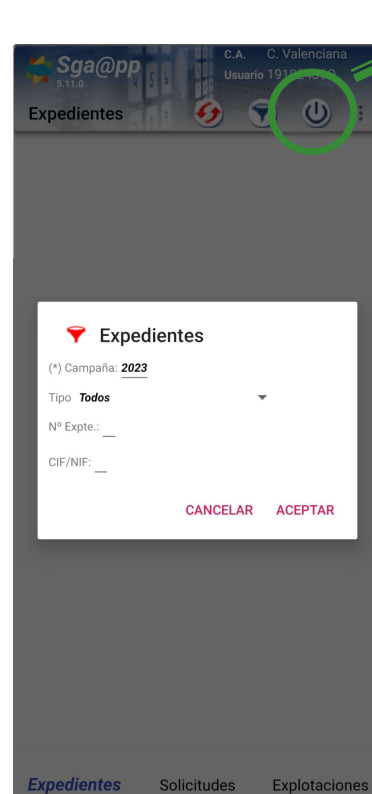 Sga@pp
C.A. C. Valenciana
5.11.0
Usuario
Expedientes
Expedientes
(*) Campaña: 2023
Tipo Todos
Nº Expte.:
CIF/NIF:
CANCELAR ACEPTAR
Expedientes Solicitudes Explotaciones